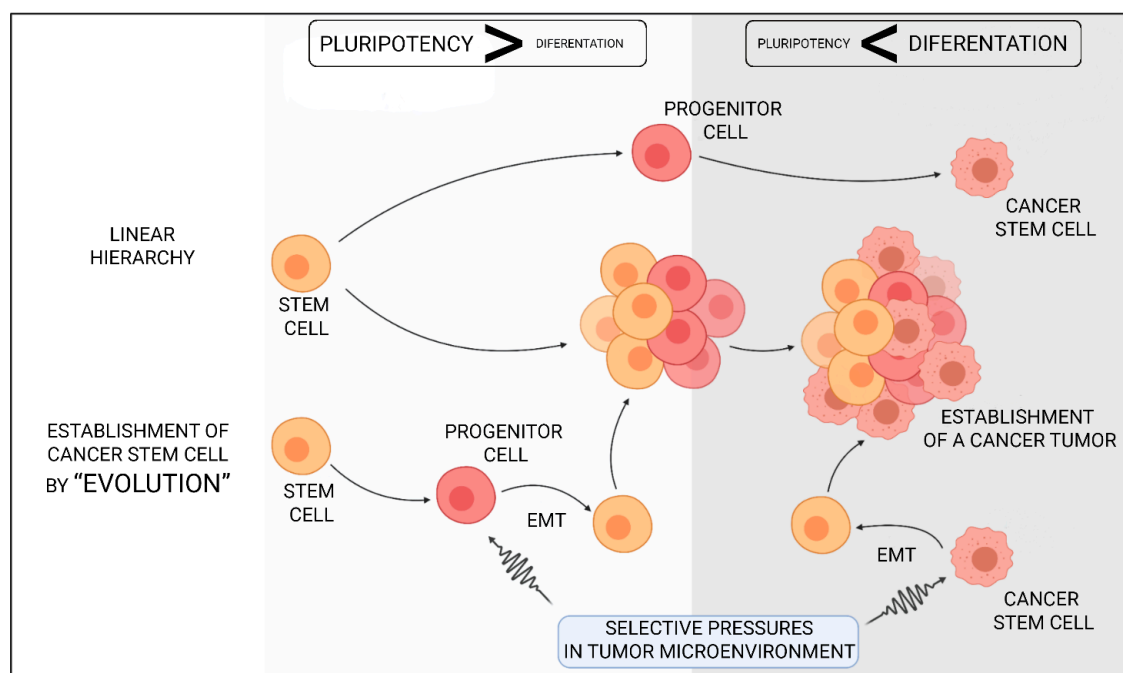 PLURIPOTENCY > DIFERENTATION
PLURIPOTENCY < DIFERENTATION
PROGENITOR
CELL
CANCER
STEM CELL
LINEAR
HIERARCHY
STEM
CELL
ESTABLISHMENT OF
CANCER STEM CELL
BY “EVOLUTION”
STEM
CELL
PROGENITOR
CELL
EMT
ESTABLISHMENT
OF A CANCER TUMOR
EMT
CANCER
STEM CELL
SELECTIVE PRESSURES
IN TUMOR MICROENVIRONMENT